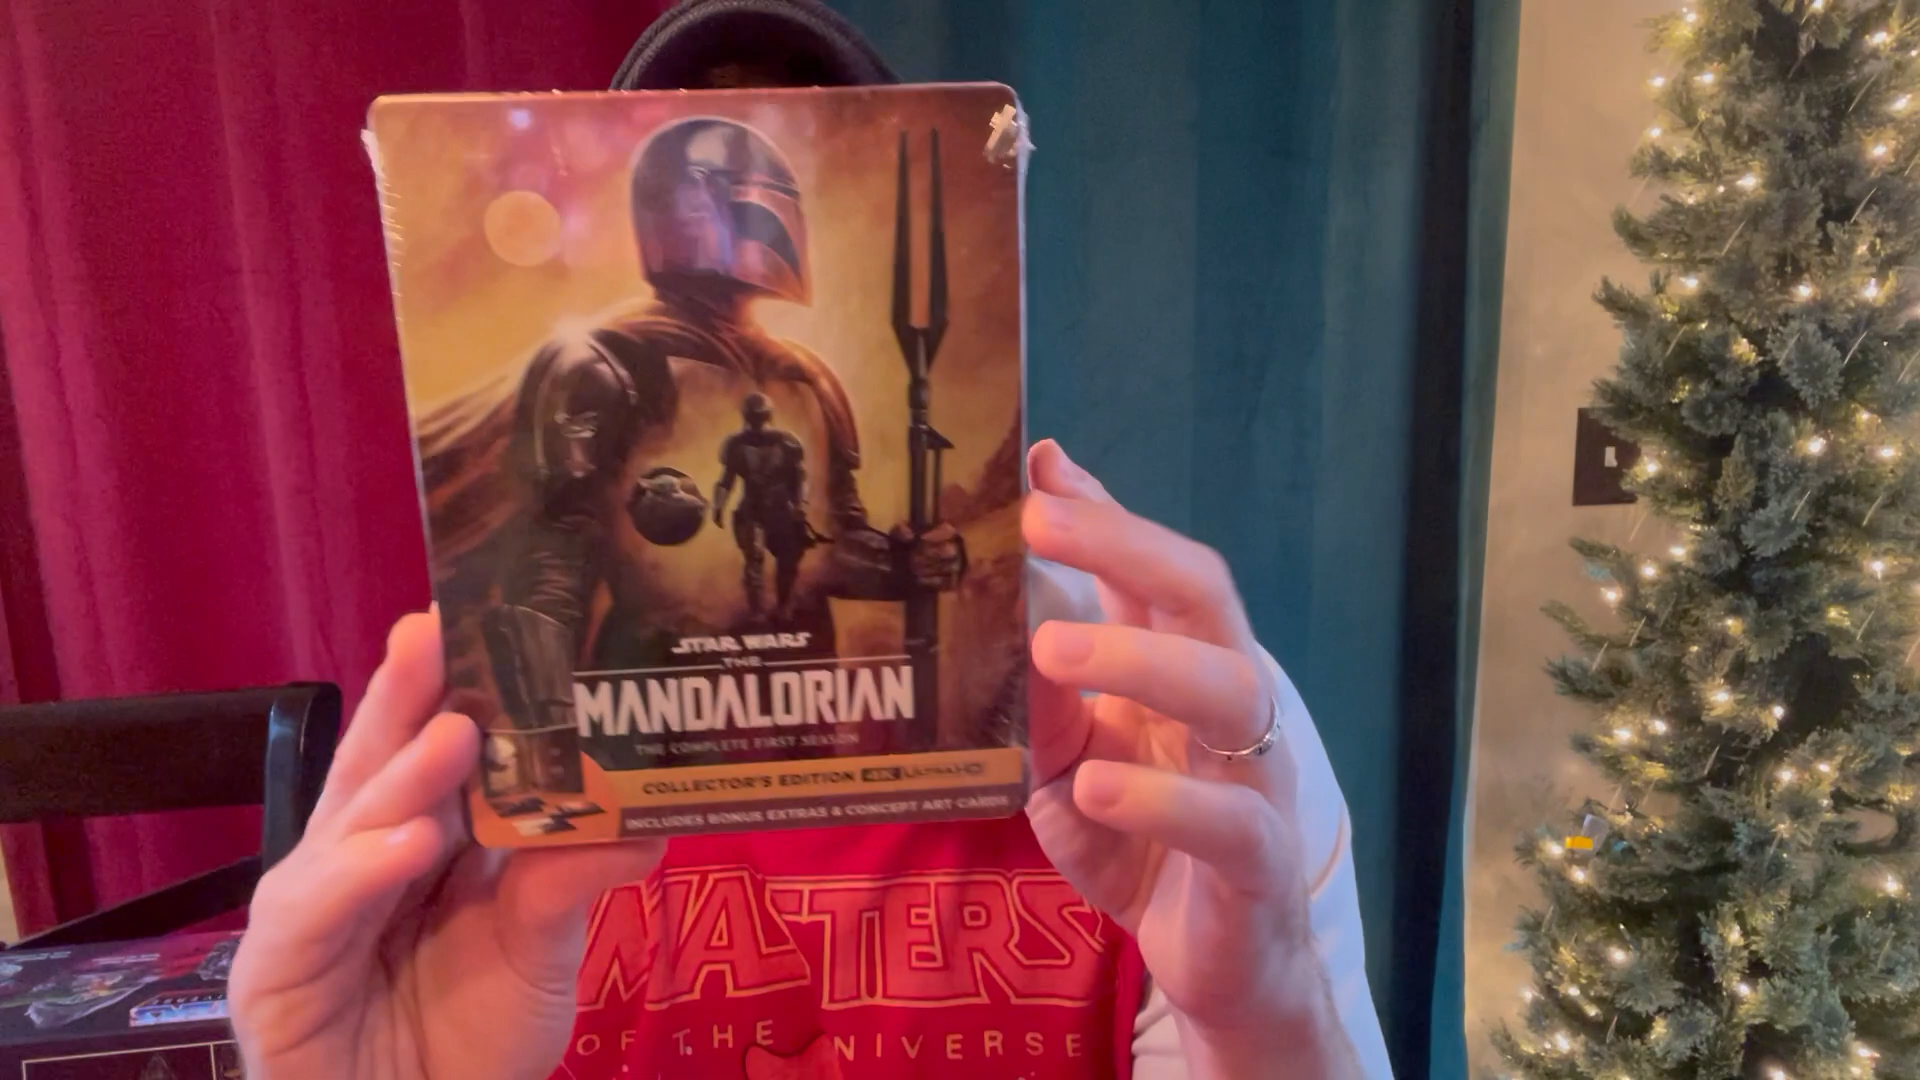 STAR WARS
THE
MANDALORIAN
THE COMPLETE FIRST SEASON
COLLECTOR'S EDITION 4K ULTRA HD
INCLUDES BONUS EXTRAS & CONCEPT ART CARDS
MASTERS
OF THE NIVERSE